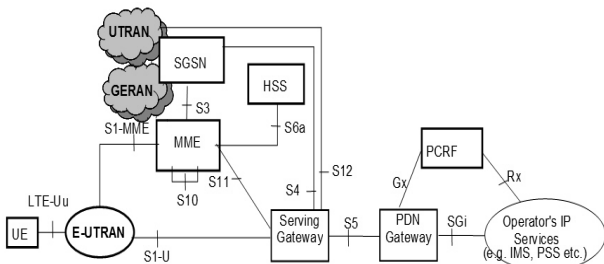 UTRAN
SGSN
GERAN
HSS
S3
S1-MME
S6a
MME
PCRF
S12
S11
Gx
Rx
S10
S4
LTE-Uu
Serving
Gateway
PDN
Gateway
Operator's IP
Services
(e.g. IMS, PSS etc.)
UE
E-UTRAN
S5
SGi
S1-U